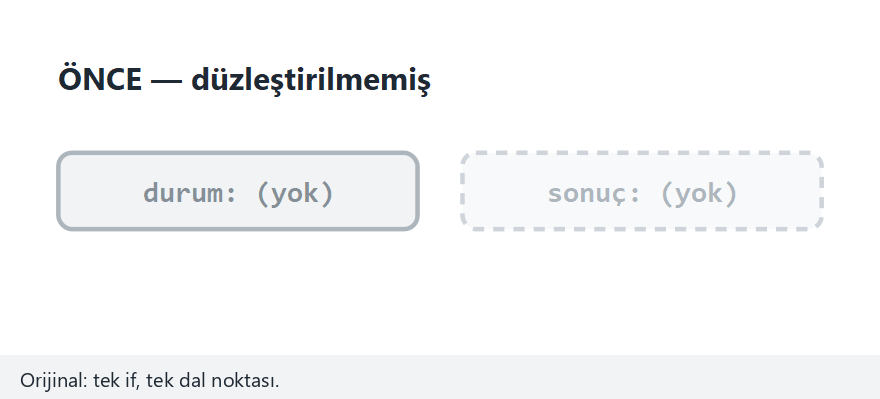 ÖNCE — düzleştirilmemiş
durum: (yok)
sonuç: (yok)
Orijinal: tek if, tek dal noktası.